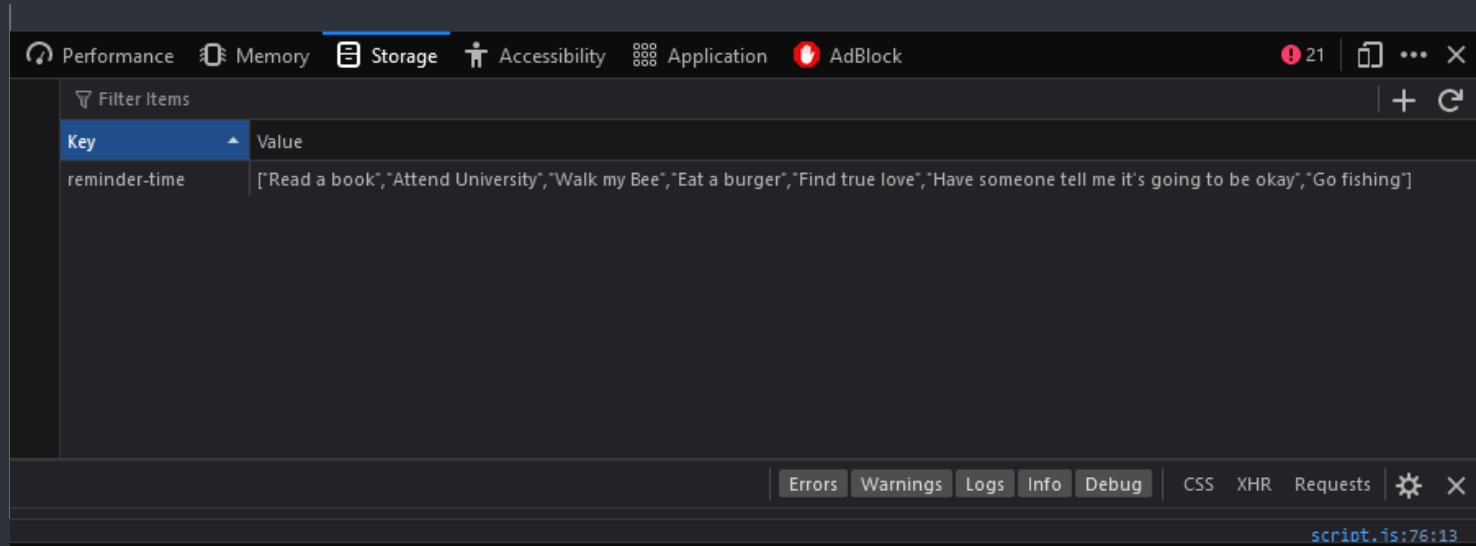 Performance Memory Storage Accessibility Application AdBlock 21
Filter Items
Key Value
reminder-time ["Read a book","Attend University","Walk my Bee","Eat a burger","Find true love","Have someone tell me it's going to be okay","Go fishing"]
Errors Warnings Logs Info Debug CSS XHR Requests
script.js:76:13